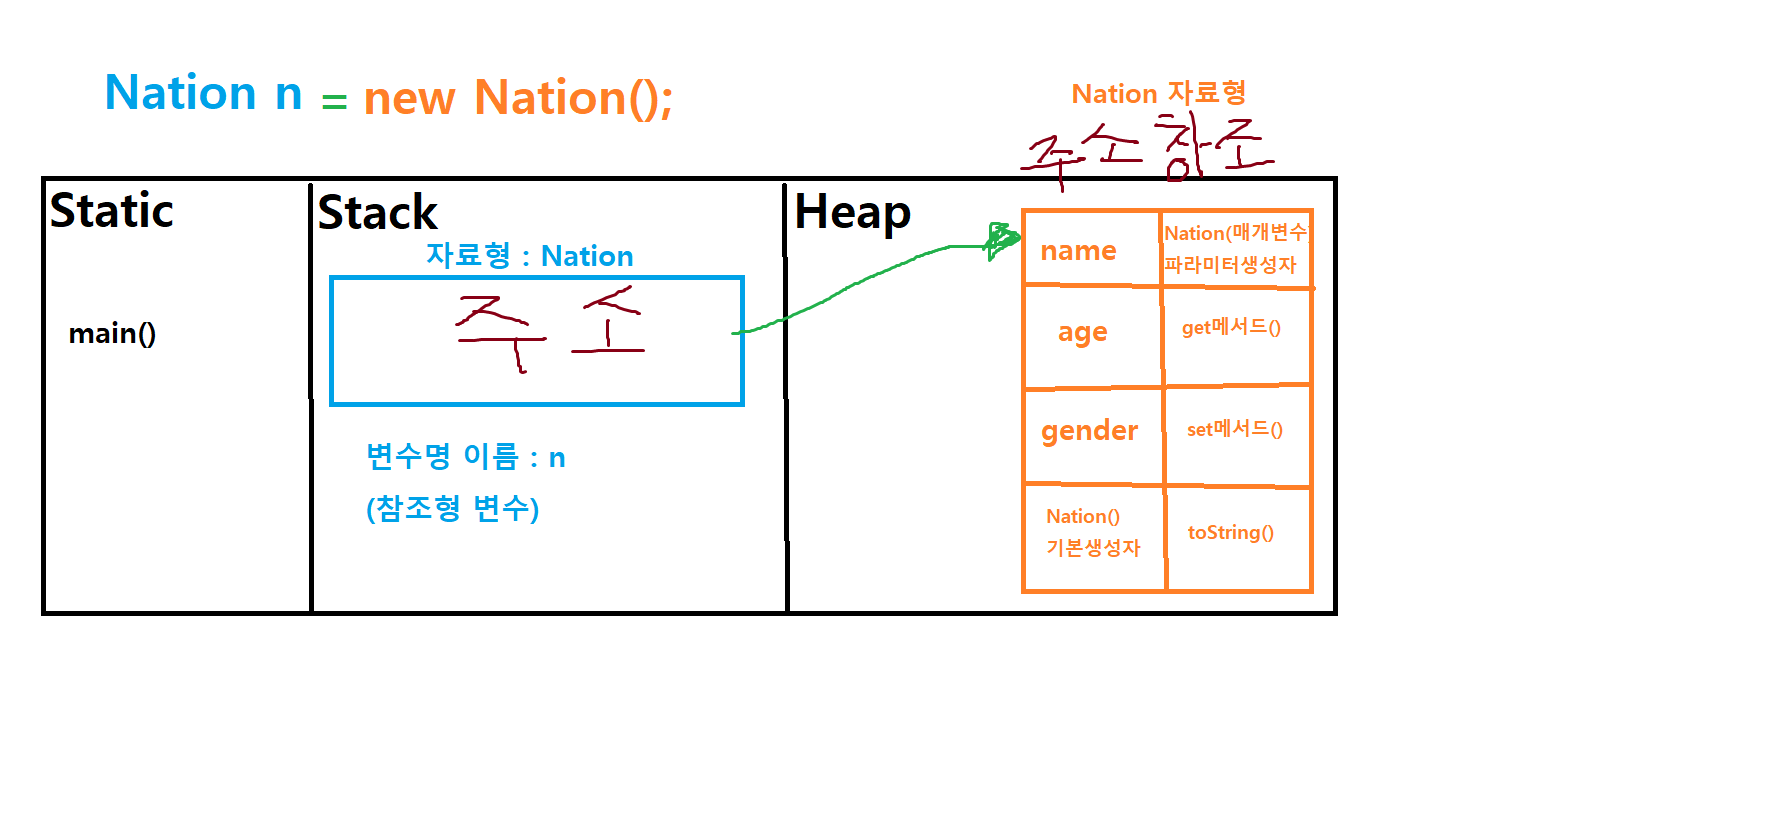 Nation n = new Nation();
Nation 자료형
주소참조
Static
Stack
Heap
자료형 : Nation
주소
main()
변수명 이름 : n
(참조형 변수)
name
Nation(매개변수)
파라미터생성자
age
get메서드()
gender
set메서드()
Nation()
기본생성자
toString()